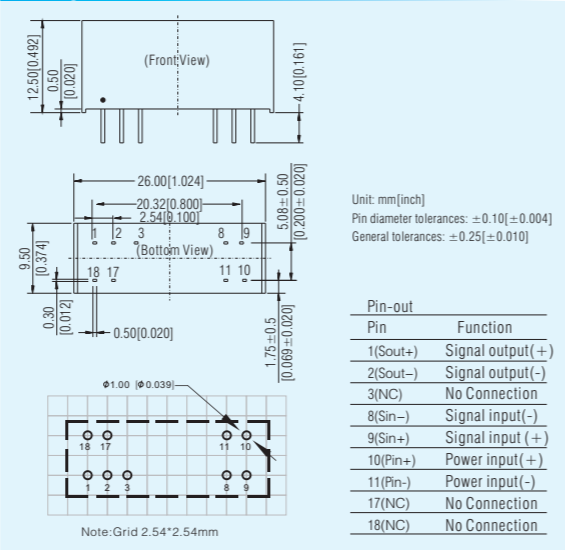 (Front View)
12.50[0.492]
0.50
[0.020]
4.10[0.161]
26.00[1.024]
20.32[0.800]
2.54[0.100]
5.08±0.50
[0.200±0.020]
1 2 3 8 9
(Bottom View)
18 17 11 10
9.50
[0.374]
0.30
[0.012]
0.50[0.020]
1.75±0.5
[0.069±0.020]
Unit: mm[inch]
Pin diameter tolerances: ±0.10[±0.004]
General tolerances: ±0.25[±0.010]
Φ1.00 [Φ0.039]
18 17 11 10
1 2 3 8 9
Note:Grid 2.54*2.54mm
Pin-out
Pin Function
1(Sout+) Signal output(+)
2(Sout−) Signal output(-)
3(NC) No Connection
8(Sin−) Signal input(-)
9(Sin+) Signal input (+)
10(Pin+) Power input(+)
11(Pin-) Power input(-)
17(NC) No Connection
18(NC) No Connection